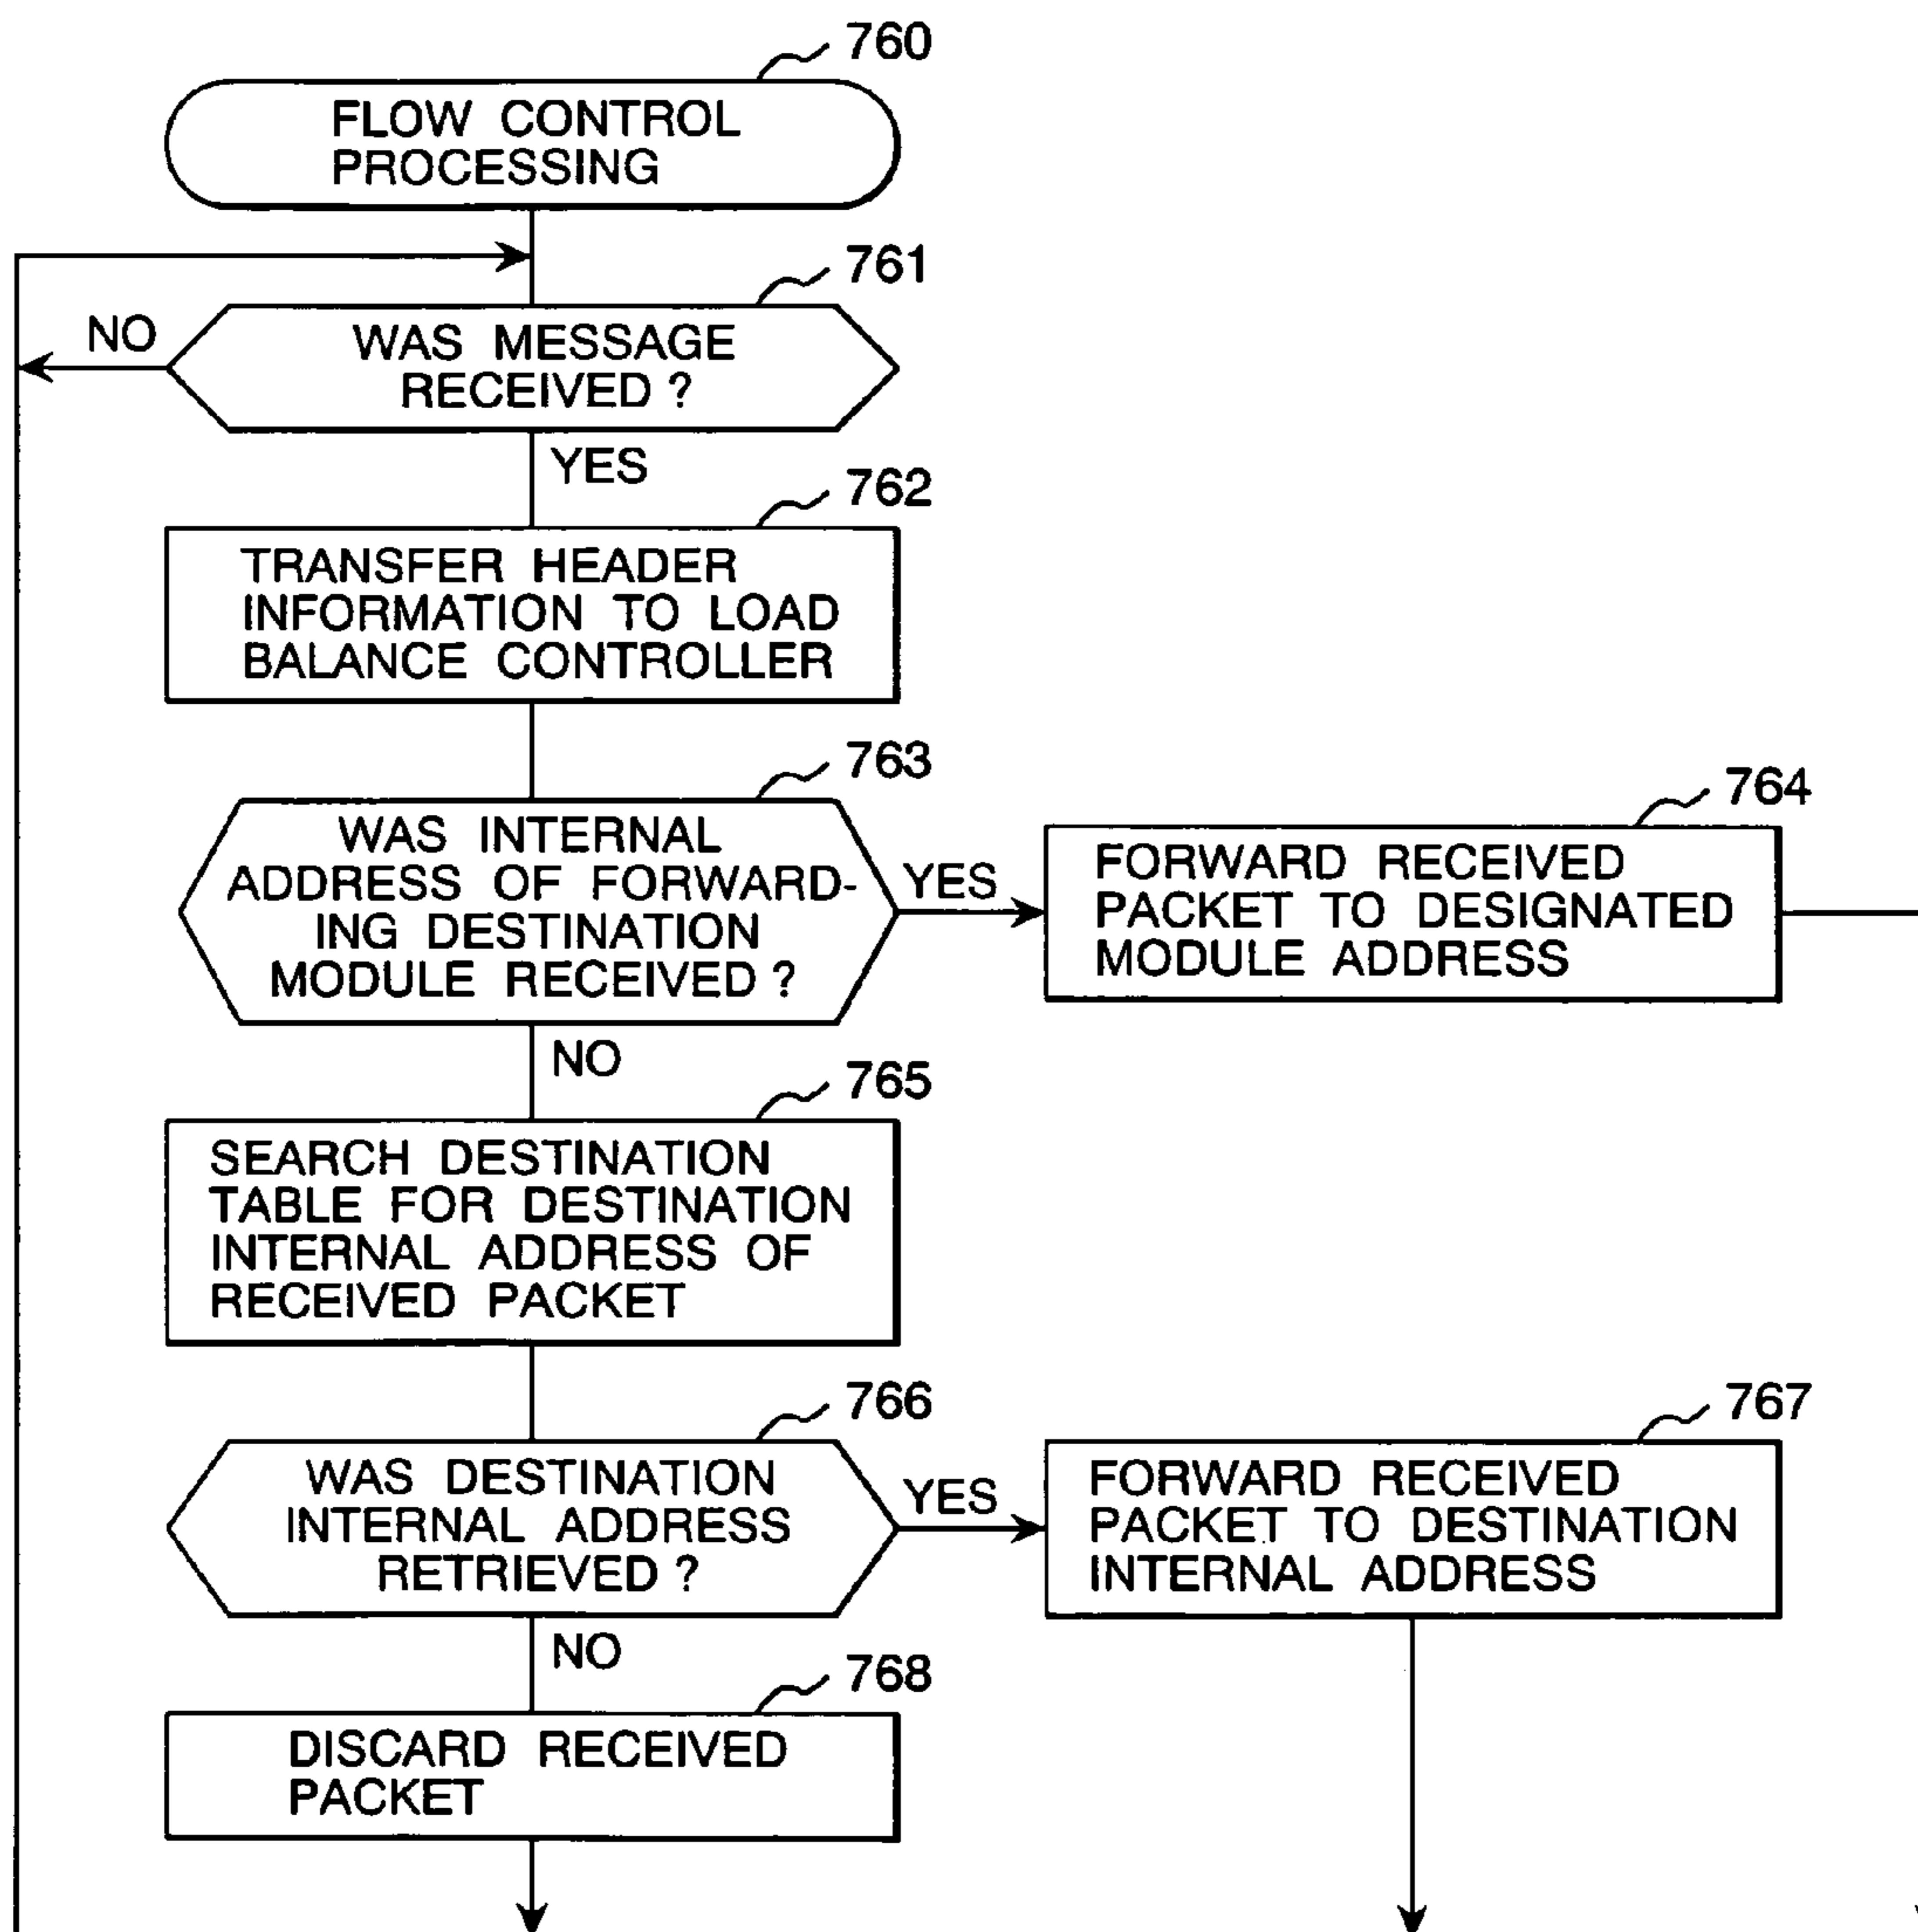 760
FLOW CONTROL
PROCESSING
761
NO
WAS MESSAGE
RECEIVED ?
YES
762
TRANSFER HEADER
INFORMATION TO LOAD
BALANCE CONTROLLER
763
WAS INTERNAL
ADDRESS OF FORWARD-
ING DESTINATION
MODULE RECEIVED ?
YES
764
FORWARD RECEIVED
PACKET TO DESIGNATED
MODULE ADDRESS
NO
765
SEARCH DESTINATION
TABLE FOR DESTINATION
INTERNAL ADDRESS OF
RECEIVED PACKET
766
WAS DESTINATION
INTERNAL ADDRESS
RETRIEVED ?
YES
767
FORWARD RECEIVED
PACKET TO DESTINATION
INTERNAL ADDRESS
NO
768
DISCARD RECEIVED
PACKET